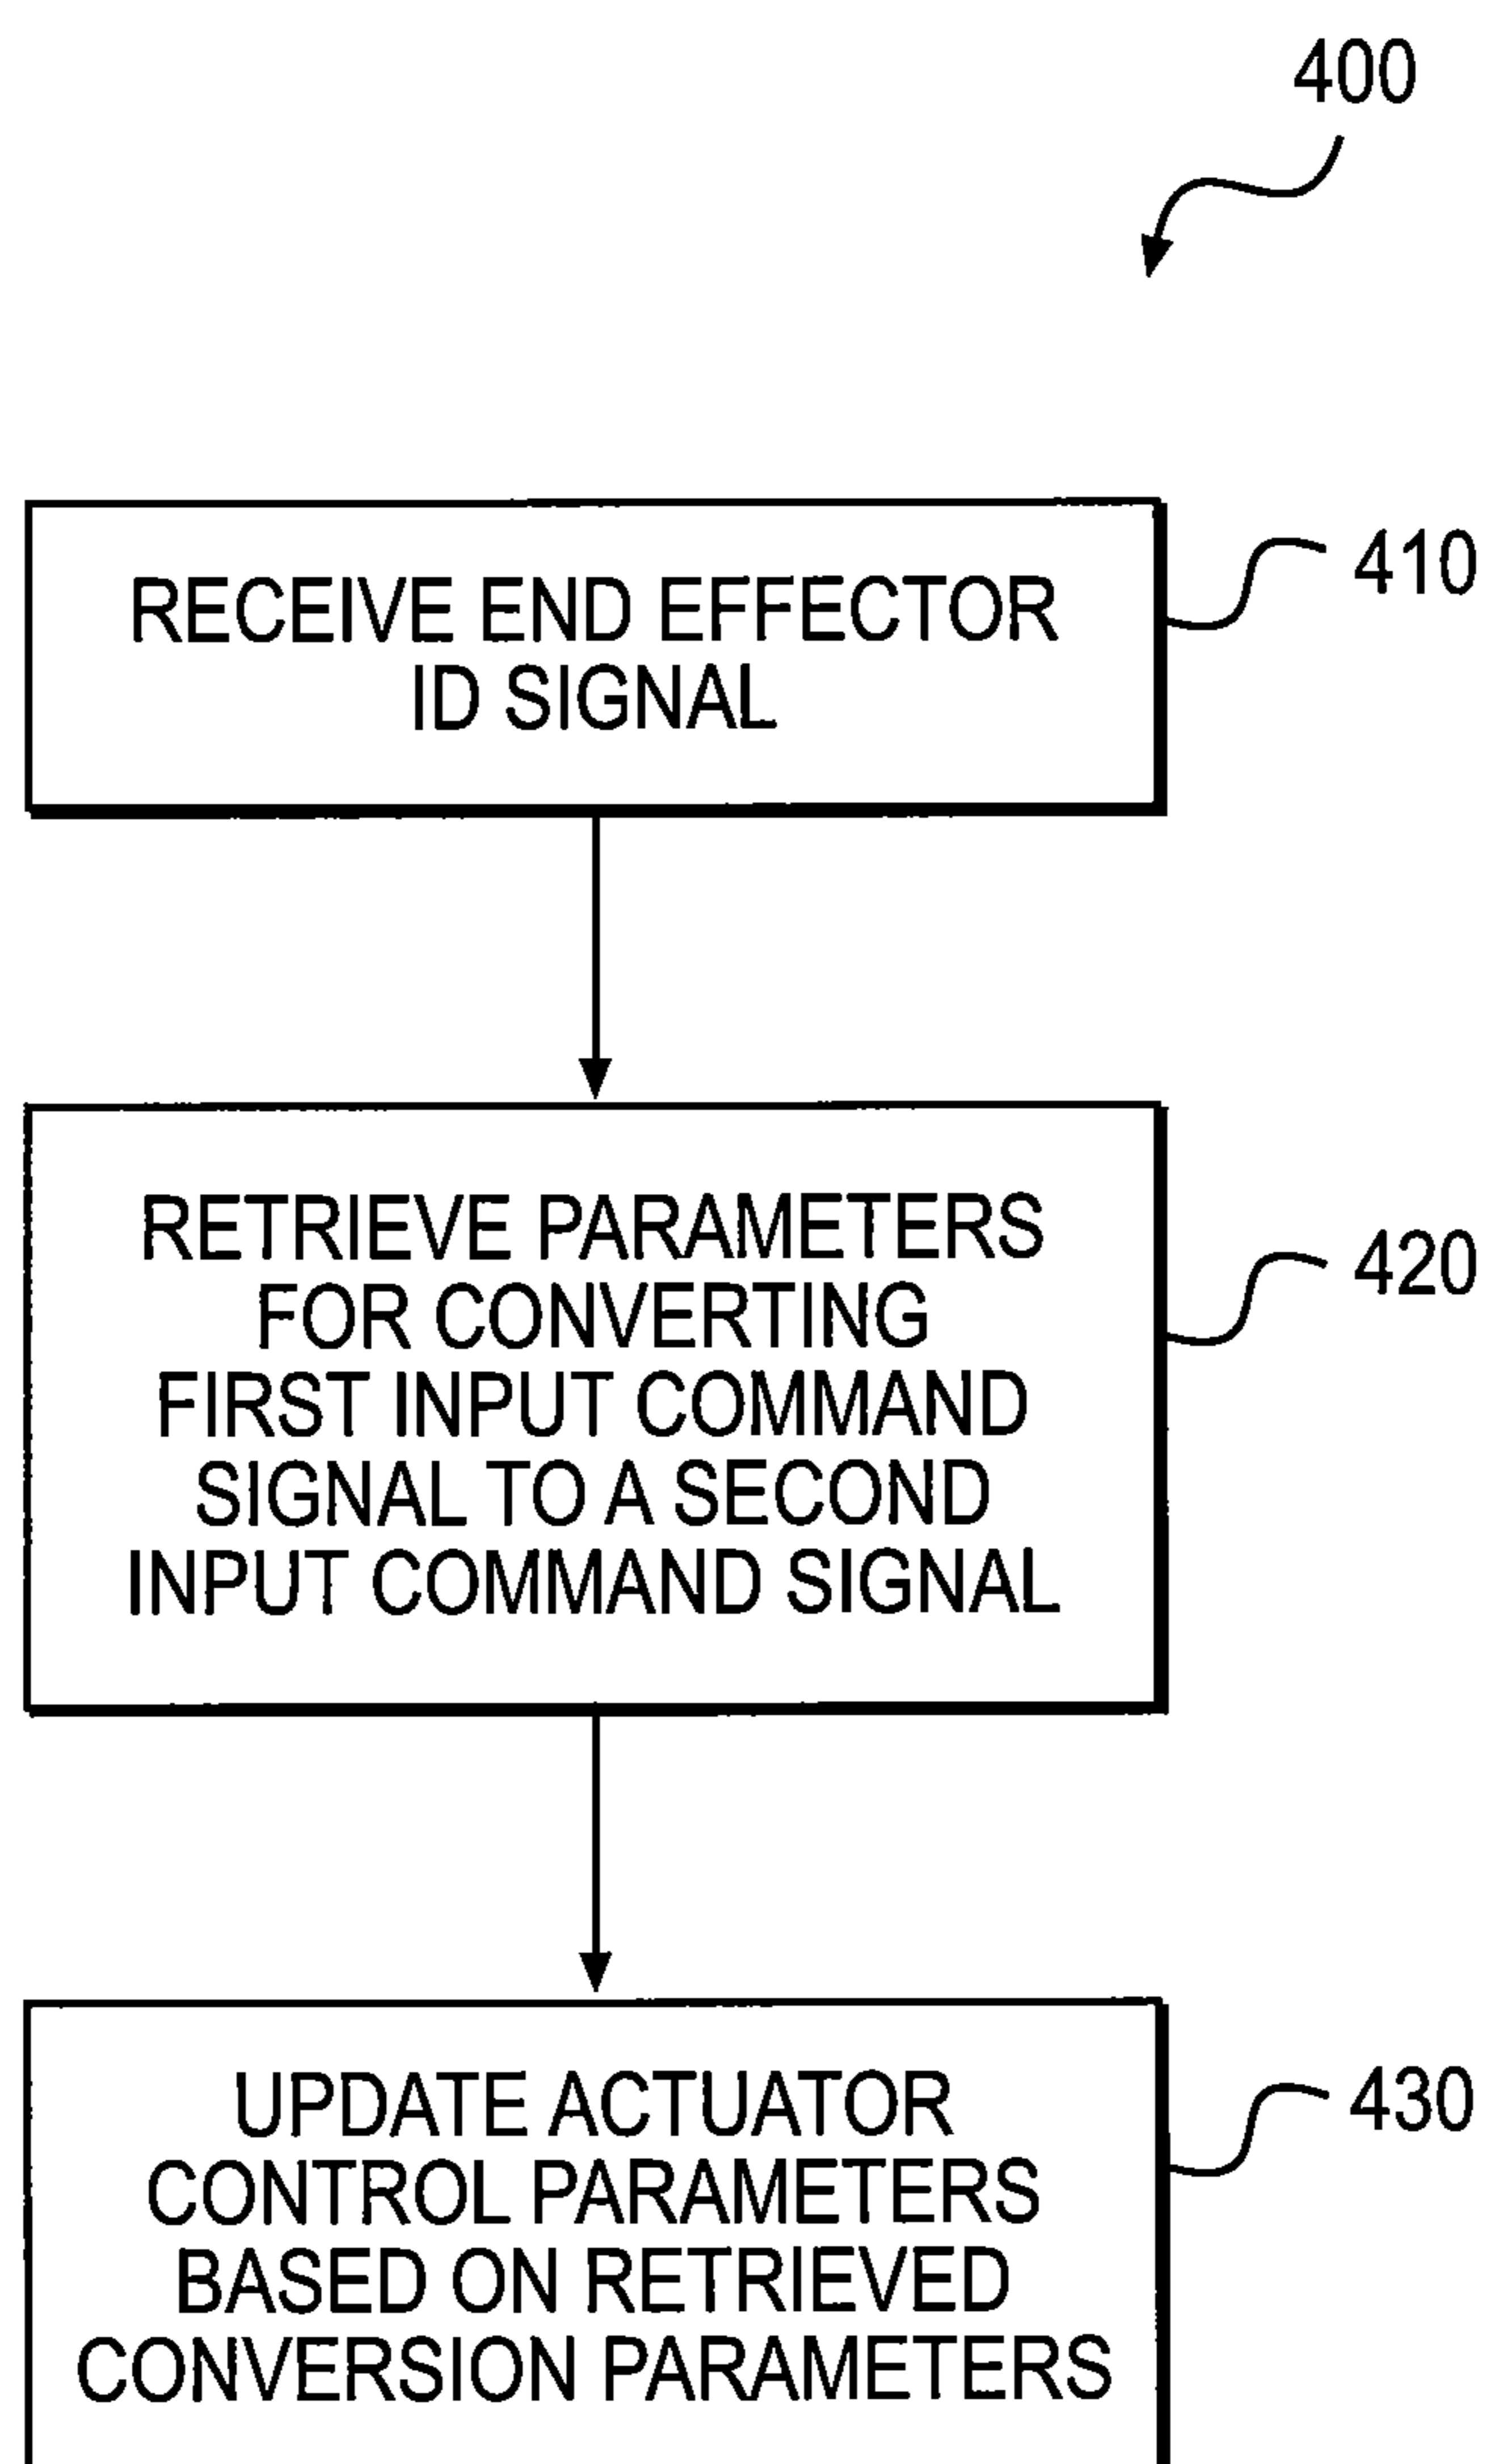 400
RECEIVE END EFFECTOR
ID SIGNAL
410
RETRIEVE PARAMETERS
FOR CONVERTING
FIRST INPUT COMMAND
SIGNAL TO A SECOND
INPUT COMMAND SIGNAL
420
UPDATE ACTUATOR
CONTROL PARAMETERS
BASED ON RETRIEVED
CONVERSION PARAMETERS
430